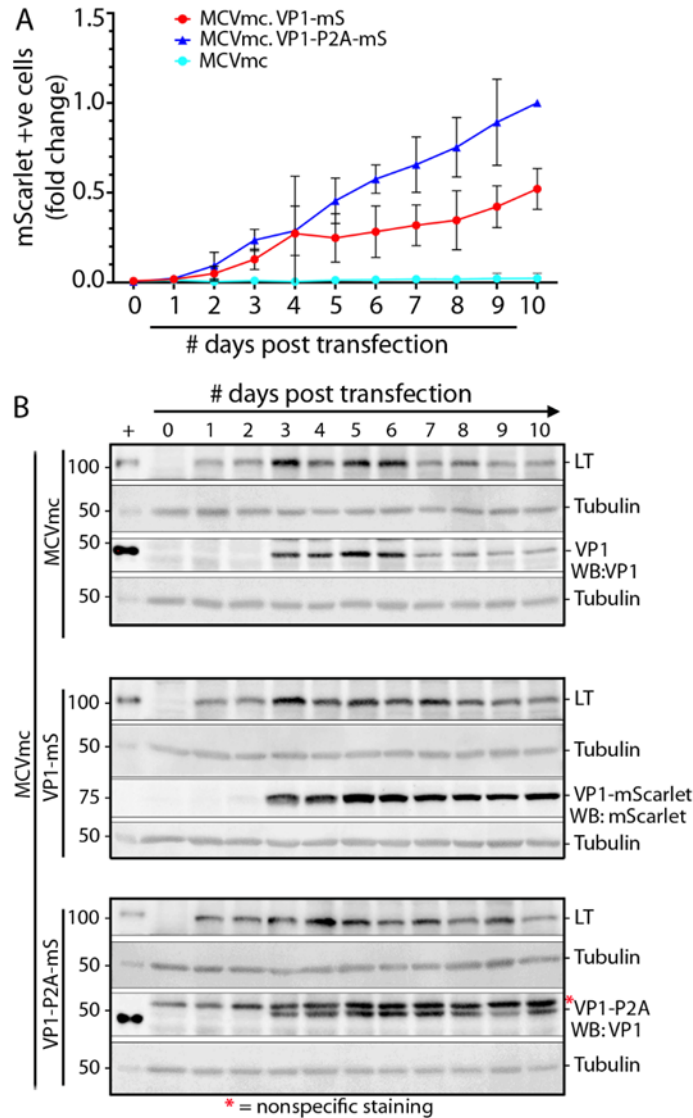 A
1.5
1.0
0.5
0.0
mScarlet +ve cells
(fold change)
MCVmc. VP1-mS
MCVmc. VP1-P2A-mS
MCVmc
0 1 2 3 4 5 6 7 8 9 10
# days post transfection
B
# days post transfection
+ 0 1 2 3 4 5 6 7 8 9 10
MCVmc
100 LT
50 Tubulin
50 VP1
WB:VP1
50 Tubulin
MCVmc
VP1-mS
100 LT
50 Tubulin
75 VP1-mScarlet
WB: mScarlet
50 Tubulin
VP1-P2A-mS
100 LT
50 Tubulin
*
50 VP1-P2A
WB: VP1
50 Tubulin
* = nonspecific staining